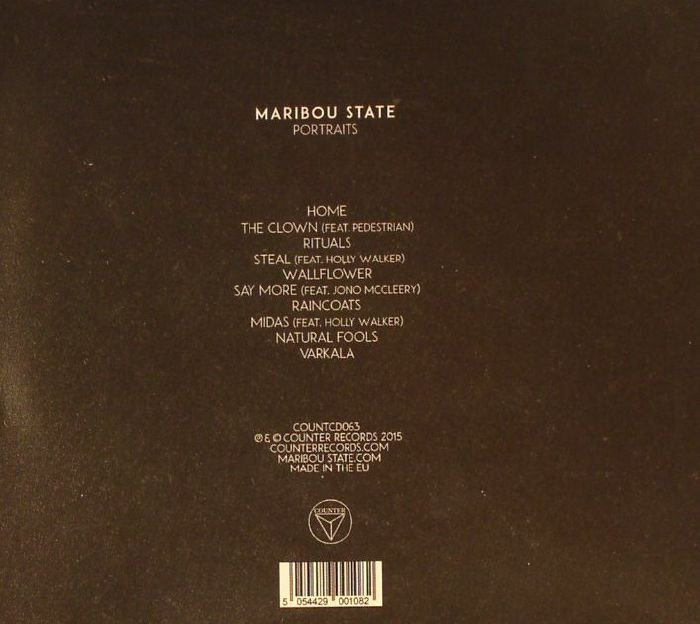 MARIBOU STATE
PORTRAITS
HOME
THE CLOWN (FEAT. PEDESTRIAN)
RITUALS
STEAL (FEAT. HOLLY WALKER)
WALLFLOWER
SAY MORE (FEAT. JONO MCCLEERY)
RAINCOATS
MIDAS (FEAT. HOLLY WALKER)
NATURAL FOOLS
VARKALA
COUNTCD063
℗ & © COUNTER RECORDS 2015
COUNTERRECORDS.COM
MARIBOU STATE.COM
MADE IN THE EU
COUNTER
5 054429 001082